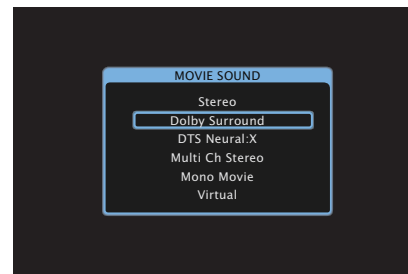 MOVIE SOUND
Stereo
Dolby Surround
DTS Neural:X
Multi Ch Stereo
Mono Movie
Virtual